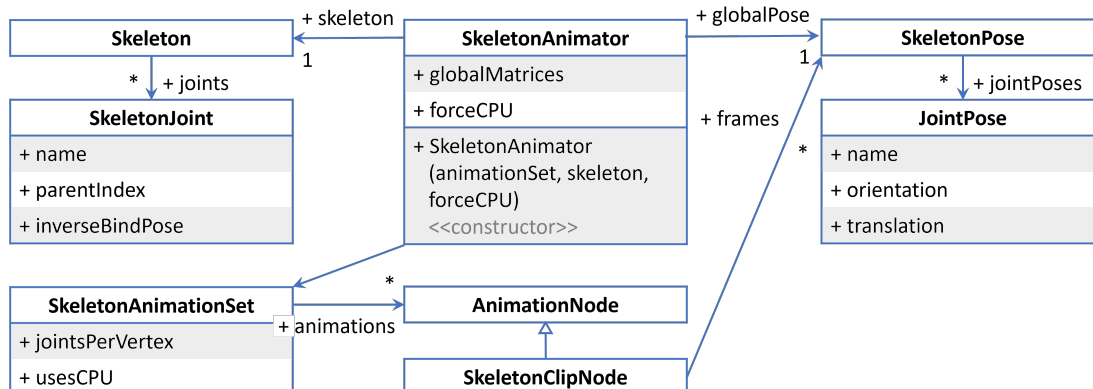 + skeleton
+ globalPose
Skeleton
SkeletonAnimator
SkeletonPose
1
1
+ globalMatrices
* + joints
* + jointPoses
+ forceCPU
SkeletonJoint
+ frames
JointPose
+ name
+ SkeletonAnimator
(animationSet, skeleton,
forceCPU)
<<constructor>>
*
+ name
+ parentIndex
+ orientation
+ inverseBindPose
+ translation
*
SkeletonAnimationSet
AnimationNode
+ animations
+ jointsPerVertex
+ usesCPU
SkeletonClipNode